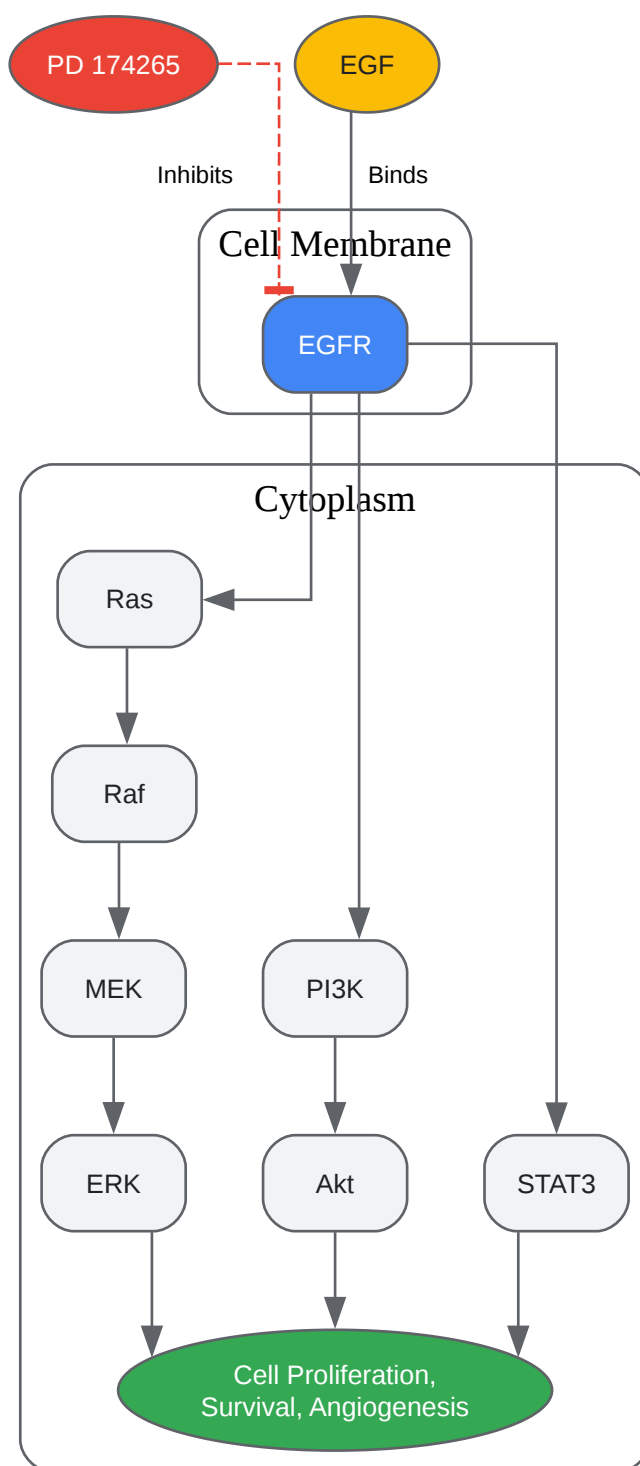 PD 174265
EGF
Inhibits
Binds
Cell Membrane
EGFR
Cytoplasm
Ras
Raf
MEK
PI3K
ERK
Akt
STAT3
Cell Proliferation,
Survival, Angiogenesis